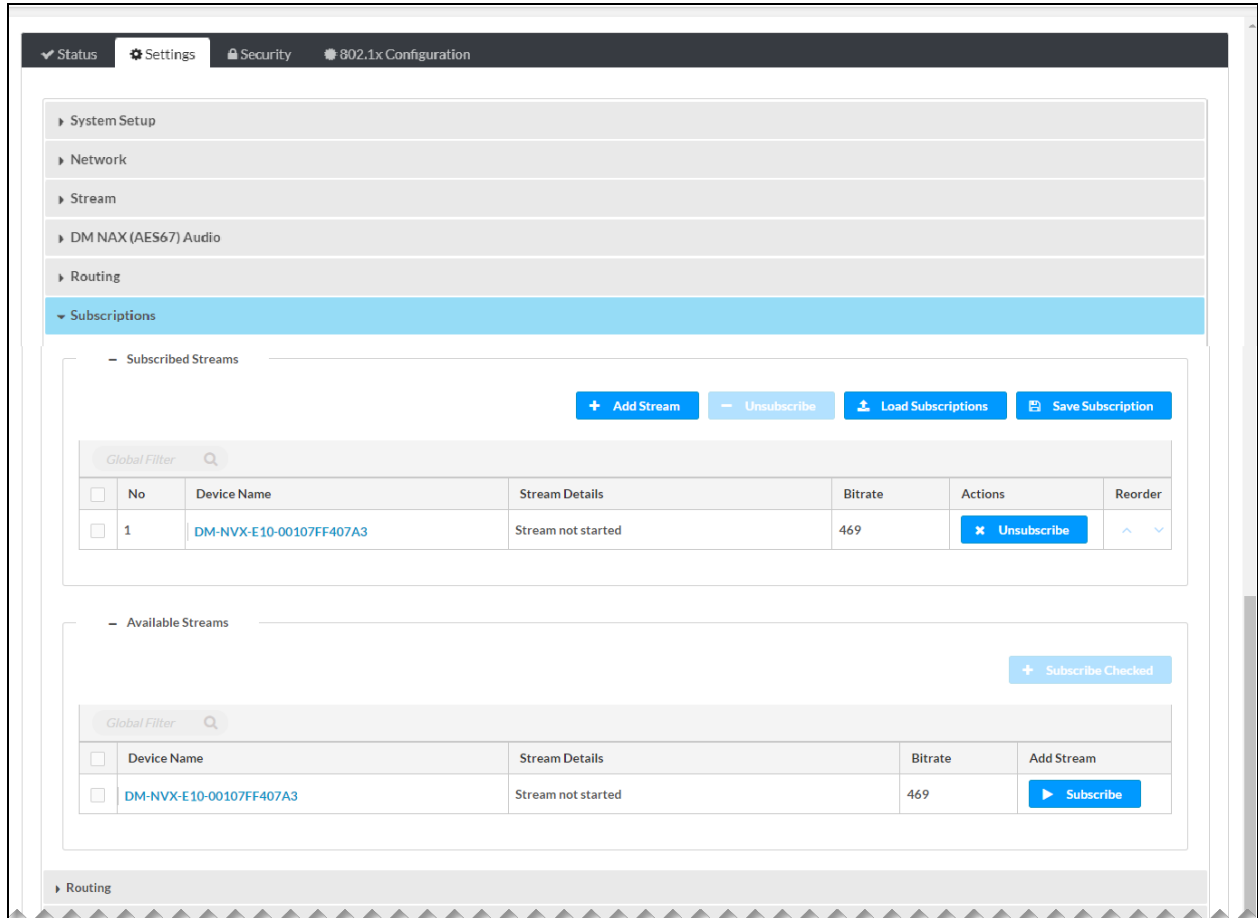 Status Settings Security 802.1x Configuration
System Setup
Network
Stream
DM NAX (AES67) Audio
Routing
Subscriptions
Subscribed Streams
Add Stream Unsubscribe Load Subscriptions Save Subscription
Global Filter
No Device Name Stream Details Bitrate Actions Reorder
1 DM-NVX-E10-00107FF407A3 Stream not started 469 Unsubscribe
Available Streams
Subscribe Checked
Global Filter
Device Name Stream Details Bitrate Add Stream
DM-NVX-E10-00107FF407A3 Stream not started 469 Subscribe
Routing